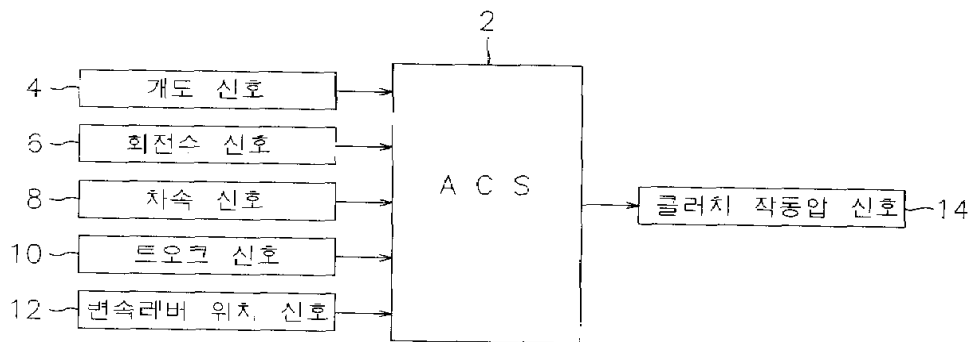 2
4 개도 신호
6 회전수 신호
8 차속 신호
10 토오크 신호
12 변속레버 위치 신호
A C S
클러치 작동압 신호 14